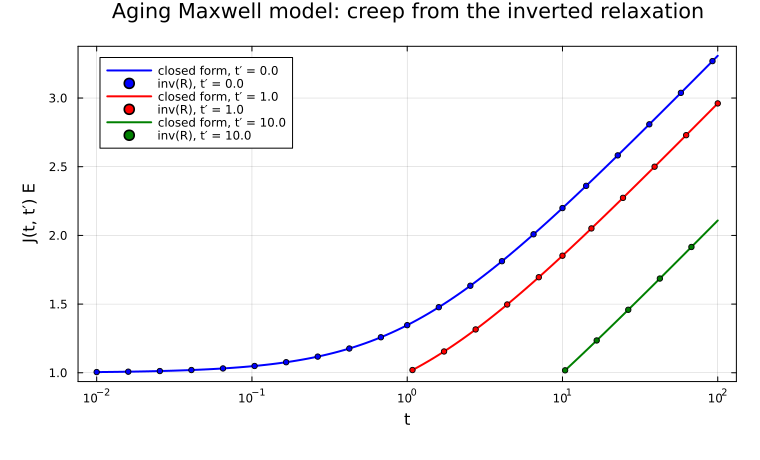 Aging Maxwell model: creep from the inverted relaxation
closed form, t′ = 0.0
inv(R), t′ = 0.0
closed form, t′ = 1.0
inv(R), t′ = 1.0
closed form, t′ = 10.0
inv(R), t′ = 10.0
J(t, t′) E
3.0
2.5
2.0
1.5
1.0
10⁻² 10⁻¹ 10⁰ 10¹ 10²
t